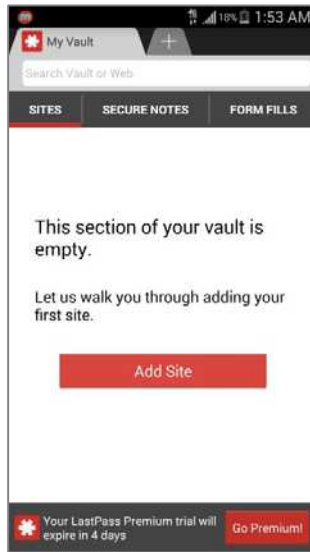 18% 1:53 AM
My Vault
Search Vault or Web
SITES SECURE NOTES FORM FILLS
This section of your vault is
empty.
Let us walk you through adding your
first site.
Add Site
Your LastPass Premium trial will
expire in 4 days
Go Premium!